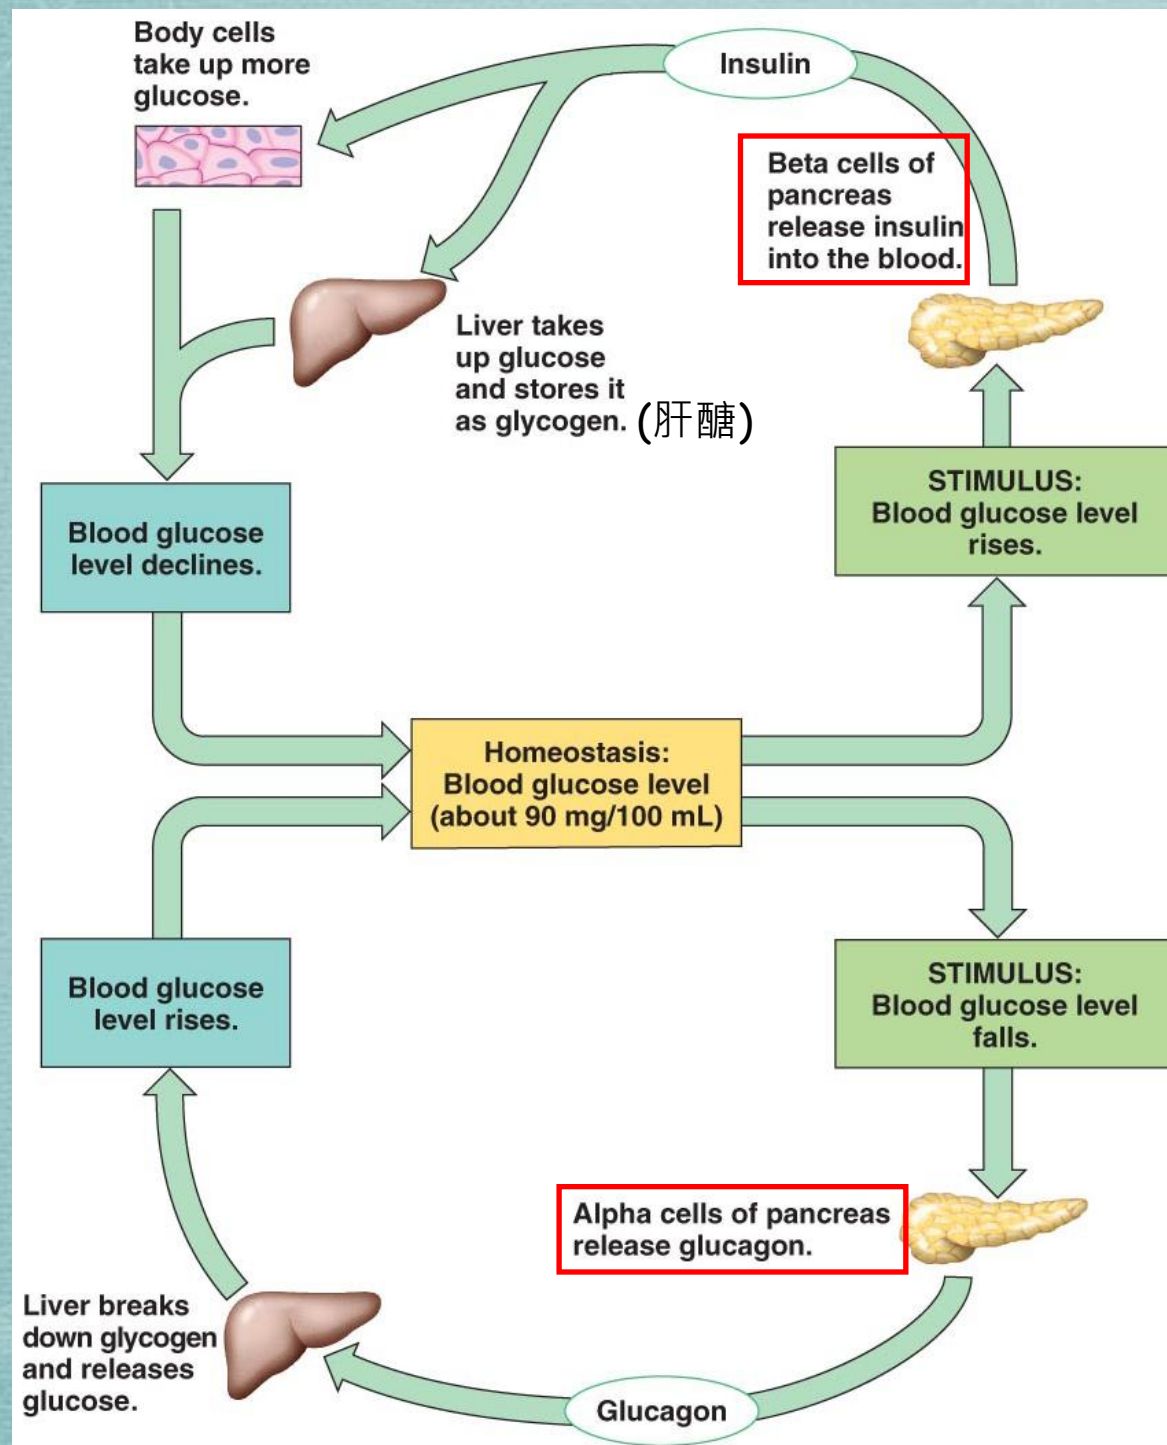 Body cells
take up more
glucose.
Insulin
Beta cells of
pancreas
release insulin
into the blood.
Liver takes
up glucose
and stores it
as glycogen. (肝醣)
STIMULUS:
Blood glucose level
rises.
Blood glucose
level declines.
Homeostasis:
Blood glucose level
(about 90 mg/100 mL)
Blood glucose
level rises.
STIMULUS:
Blood glucose level
falls.
Alpha cells of pancreas
release glucagon.
Liver breaks
down glycogen
and releases
glucose.
Glucagon